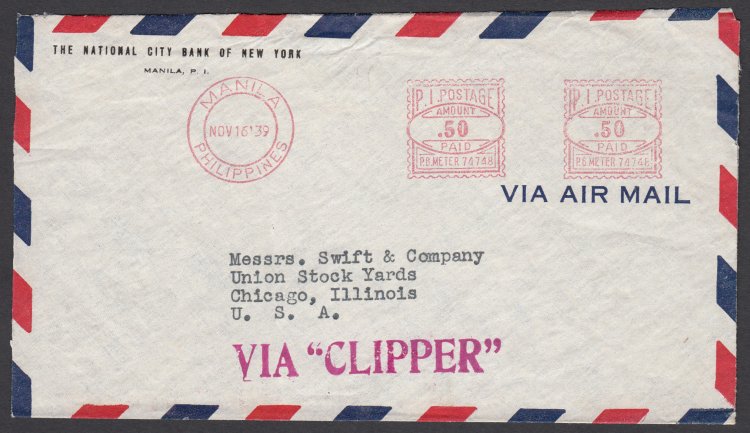 THE NATIONAL CITY BANK OF NEW YORK
MANILA, P. I.
MANILA
NOV 16 '39
PHILIPPINES
P. I. POSTAGE
AMOUNT
.50
PAID
P.B. METER 74748
P. I. POSTAGE
AMOUNT
.50
PAID
P.B. METER 74748
VIA AIR MAIL
Messrs. Swift & Company
Union Stock Yards
Chicago, Illinois
U. S. A.
VIA "CLIPPER"